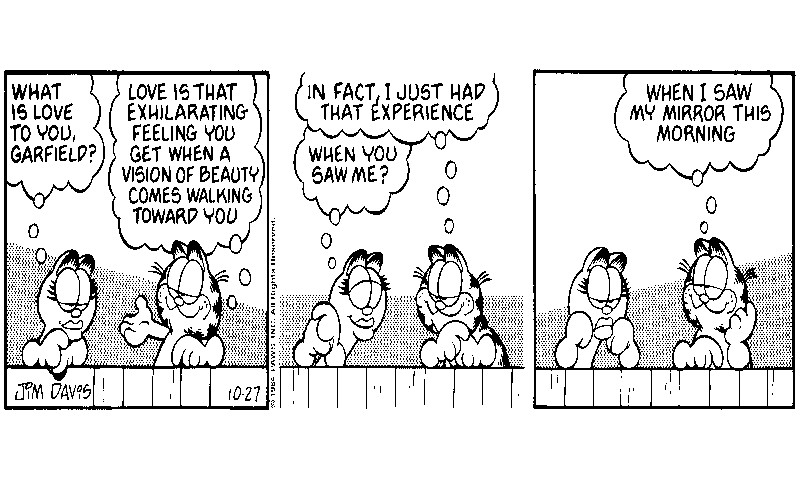 WHAT
IS LOVE
TO YOU,
GARFIELD?
LOVE IS THAT
EXHILARATING
FEELING YOU
GET WHEN A
VISION OF BEAUTY
COMES WALKING
TOWARD YOU
JIM DAVIS
10-27
IN FACT, I JUST HAD
THAT EXPERIENCE
WHEN YOU
SAW ME?
WHEN I SAW
MY MIRROR THIS
MORNING